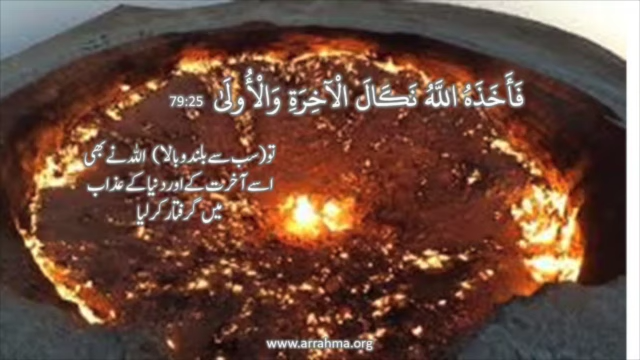 فَأَخَذَهُ اللَّهُ نَكَالَ الْآخِرَةِ وَالْأُولَىٰ 79:25
تو(سب سے بلند و بالا) اللہ نے بھی
اسے آخرت کے اور دنیا کے عذاب
میں گرفتار کر لیا
www.arrahma.org